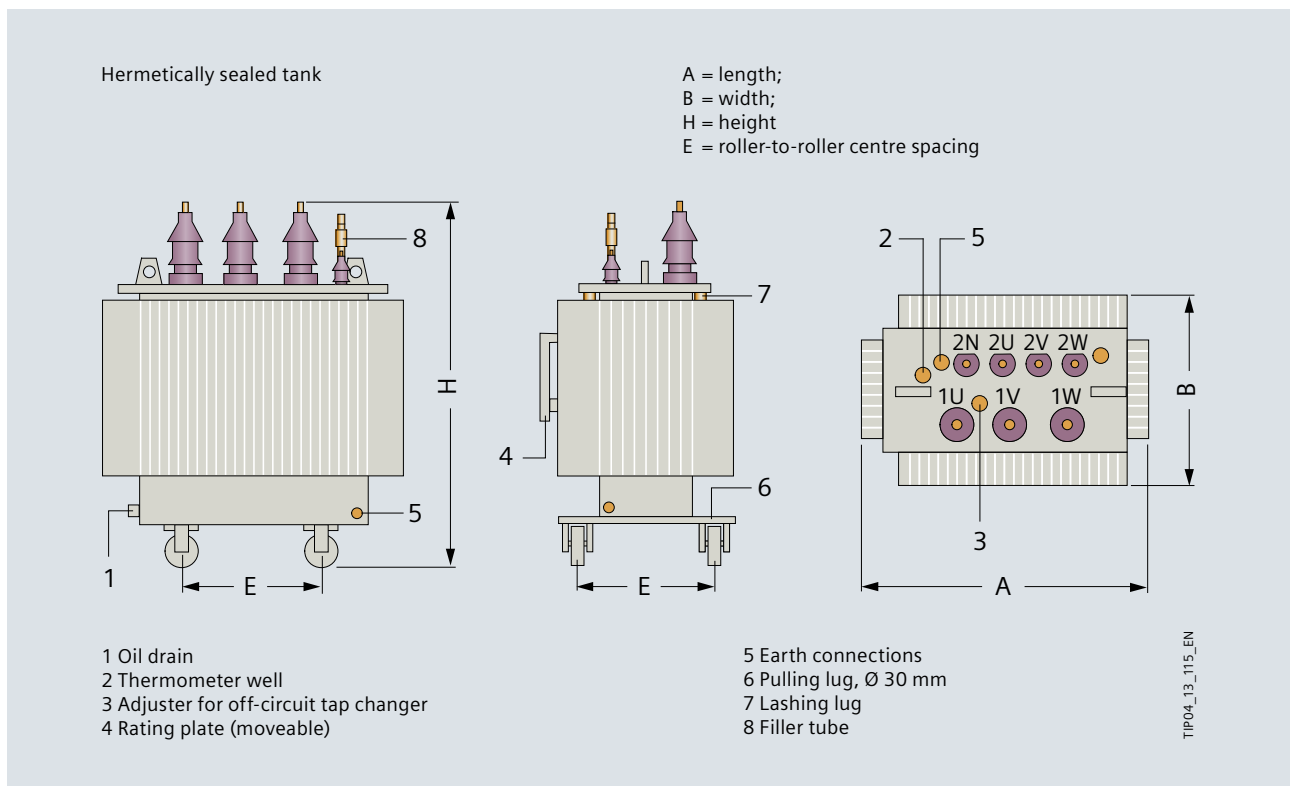 Hermetically sealed tank
A = length;
B = width;
H = height
E = roller-to-roller centre spacing
8
H
5
1
E
7
4
6
E
2
5
2N 2U 2V 2W
1U 1V 1W
B
3
A
1 Oil drain
2 Thermometer well
3 Adjuster for off-circuit tap changer
4 Rating plate (moveable)
5 Earth connections
6 Pulling lug, Ø 30 mm
7 Lashing lug
8 Filler tube
TIP04_13_115_EN